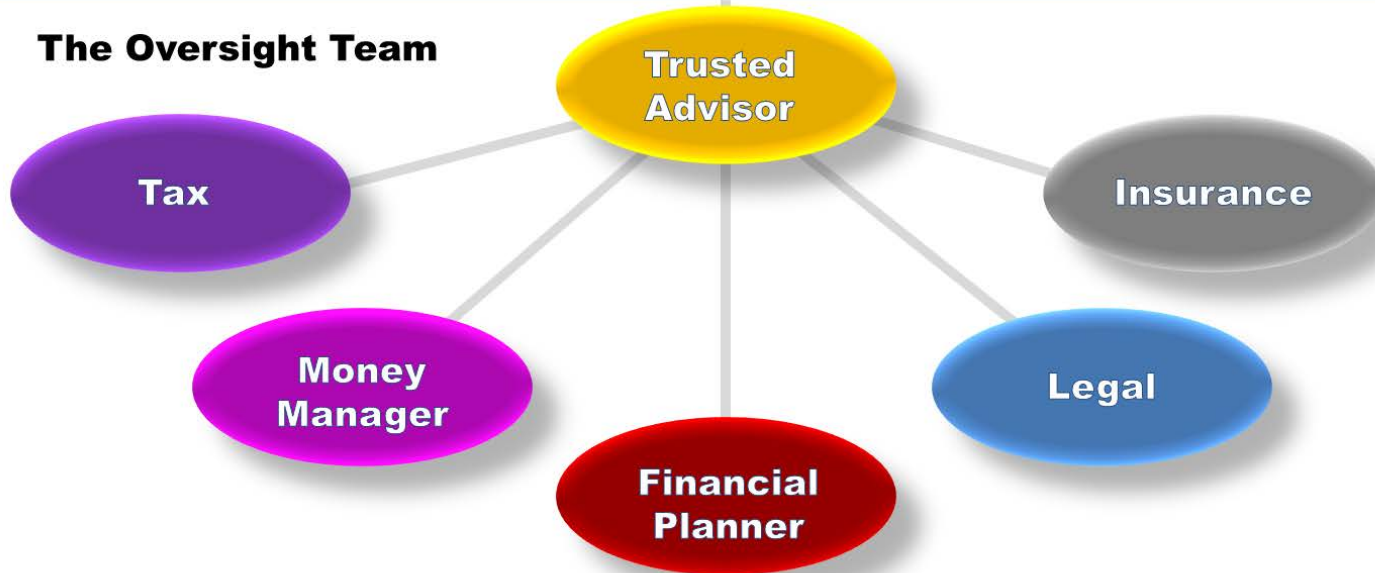 The Oversight Team
Trusted
Advisor
Tax
Insurance
Money
Manager
Legal
Financial
Planner